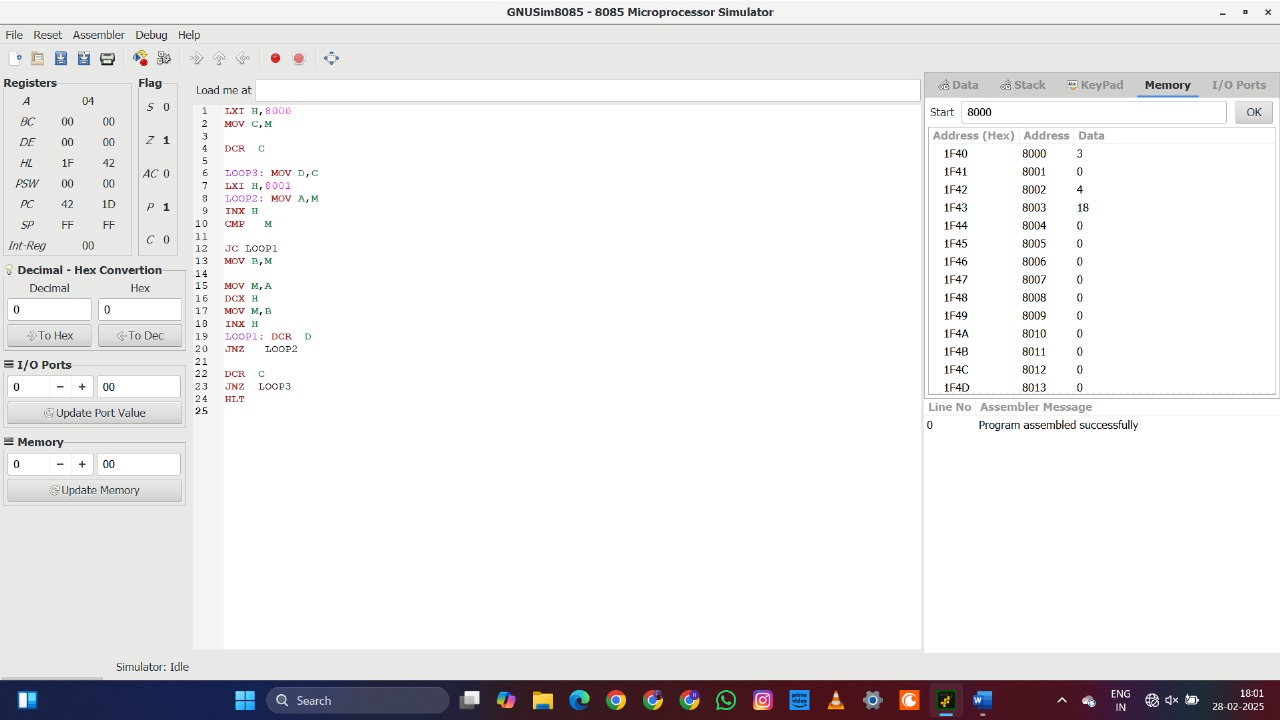 GNUSim8085 - 8085 Microprocessor Simulator
File Reset Assembler Debug Help
Registers
A 04
BC 00 00
DE 00 00
HL 1F 42
PSW 00 00
PC 42 1D
SP FF FF
Int-Reg 00
Flag
S 0
Z 1
AC 0
P 1
C 0
Decimal - Hex Convertion
Decimal Hex
0 0
To Hex To Dec
I/O Ports
0 − + 00
Update Port Value
Memory
0 − + 00
Update Memory
Load me at
1 LXI H,8000
2 MOV C,M
3
4 DCR C
5
6 LOOP3: MOV D,C
7 LXI H,8001
8 LOOP2: MOV A,M
9 INX H
10 CMP M
11
12 JC LOOP1
13 MOV B,M
14
15 MOV M,A
16 DCX H
17 MOV M,B
18 INX H
19 LOOP1: DCR D
20 JNZ LOOP2
21
22 DCR C
23 JNZ LOOP3
24 HLT
25
Data Stack KeyPad Memory I/O Ports
Start 8000 OK
Address (Hex) Address Data
1F40 8000 3
1F41 8001 0
1F42 8002 4
1F43 8003 18
1F44 8004 0
1F45 8005 0
1F46 8006 0
1F47 8007 0
1F48 8008 0
1F49 8009 0
1F4A 8010 0
1F4B 8011 0
1F4C 8012 0
1F4D 8013 0
Line No Assembler Message
0 Program assembled successfully
Simulator: Idle
Search
ENG
IN
18:01
28-02-2025